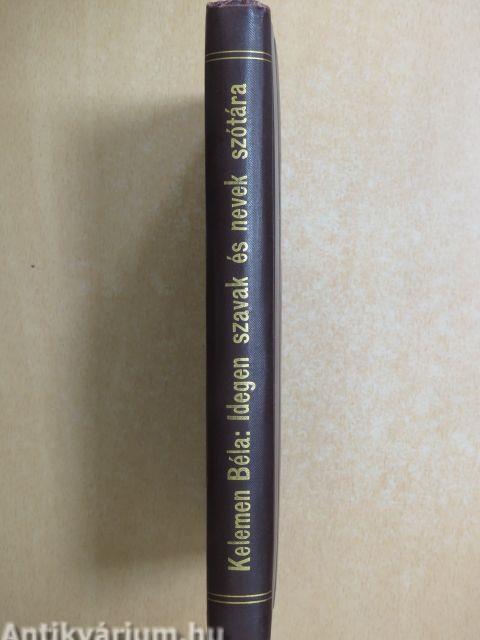 Kelemen Béla: Idegen szavak és nevek szótára
Antikvárium.hu